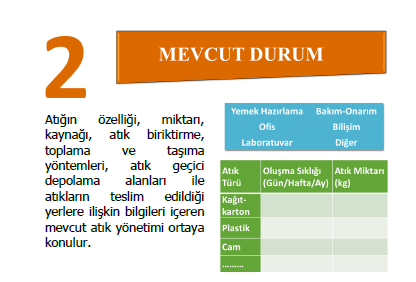 2
MEVCUT DURUM
Atığın özelliği, miktarı,
kaynağı, atık biriktirme,
toplama ve taşıma
yöntemleri, atık geçici
depolama alanları ile
atıkların teslim edildiği
yerlere ilişkin bilgileri içeren
mevcut atık yönetimi ortaya
konulur.
Yemek Hazırlama Bakım-Onarım
Ofis Bilişim
Laboratuvar Diğer
Atık Oluşma Sıklığı Atık Miktarı
Türü (Gün/Hafta/Ay) (kg)
Kağıt-
karton
Plastik
Cam
………